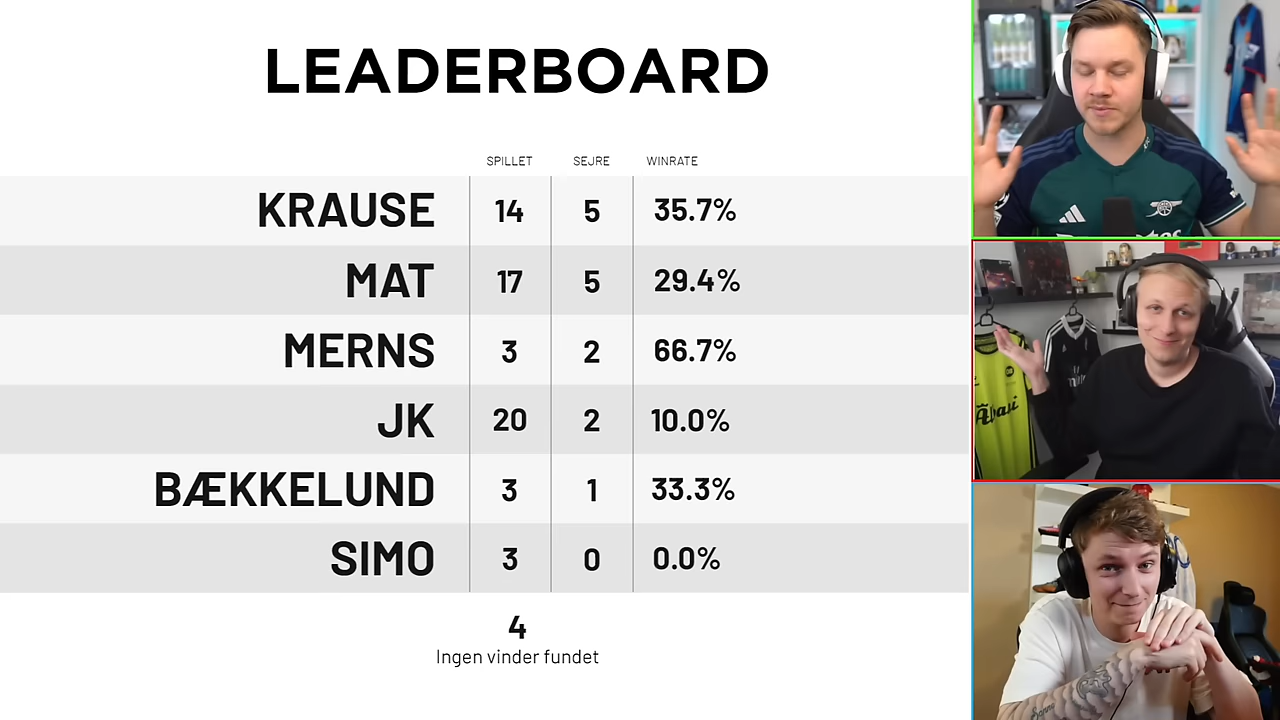 LEADERBOARD
SPILLET SEJRE WINRATE
KRAUSE 14 5 35.7%
MAT 17 5 29.4%
MERNS 3 2 66.7%
JK 20 2 10.0%
BÆKKELUND 3 1 33.3%
SIMO 3 0 0.0%
4
Ingen vinder fundet